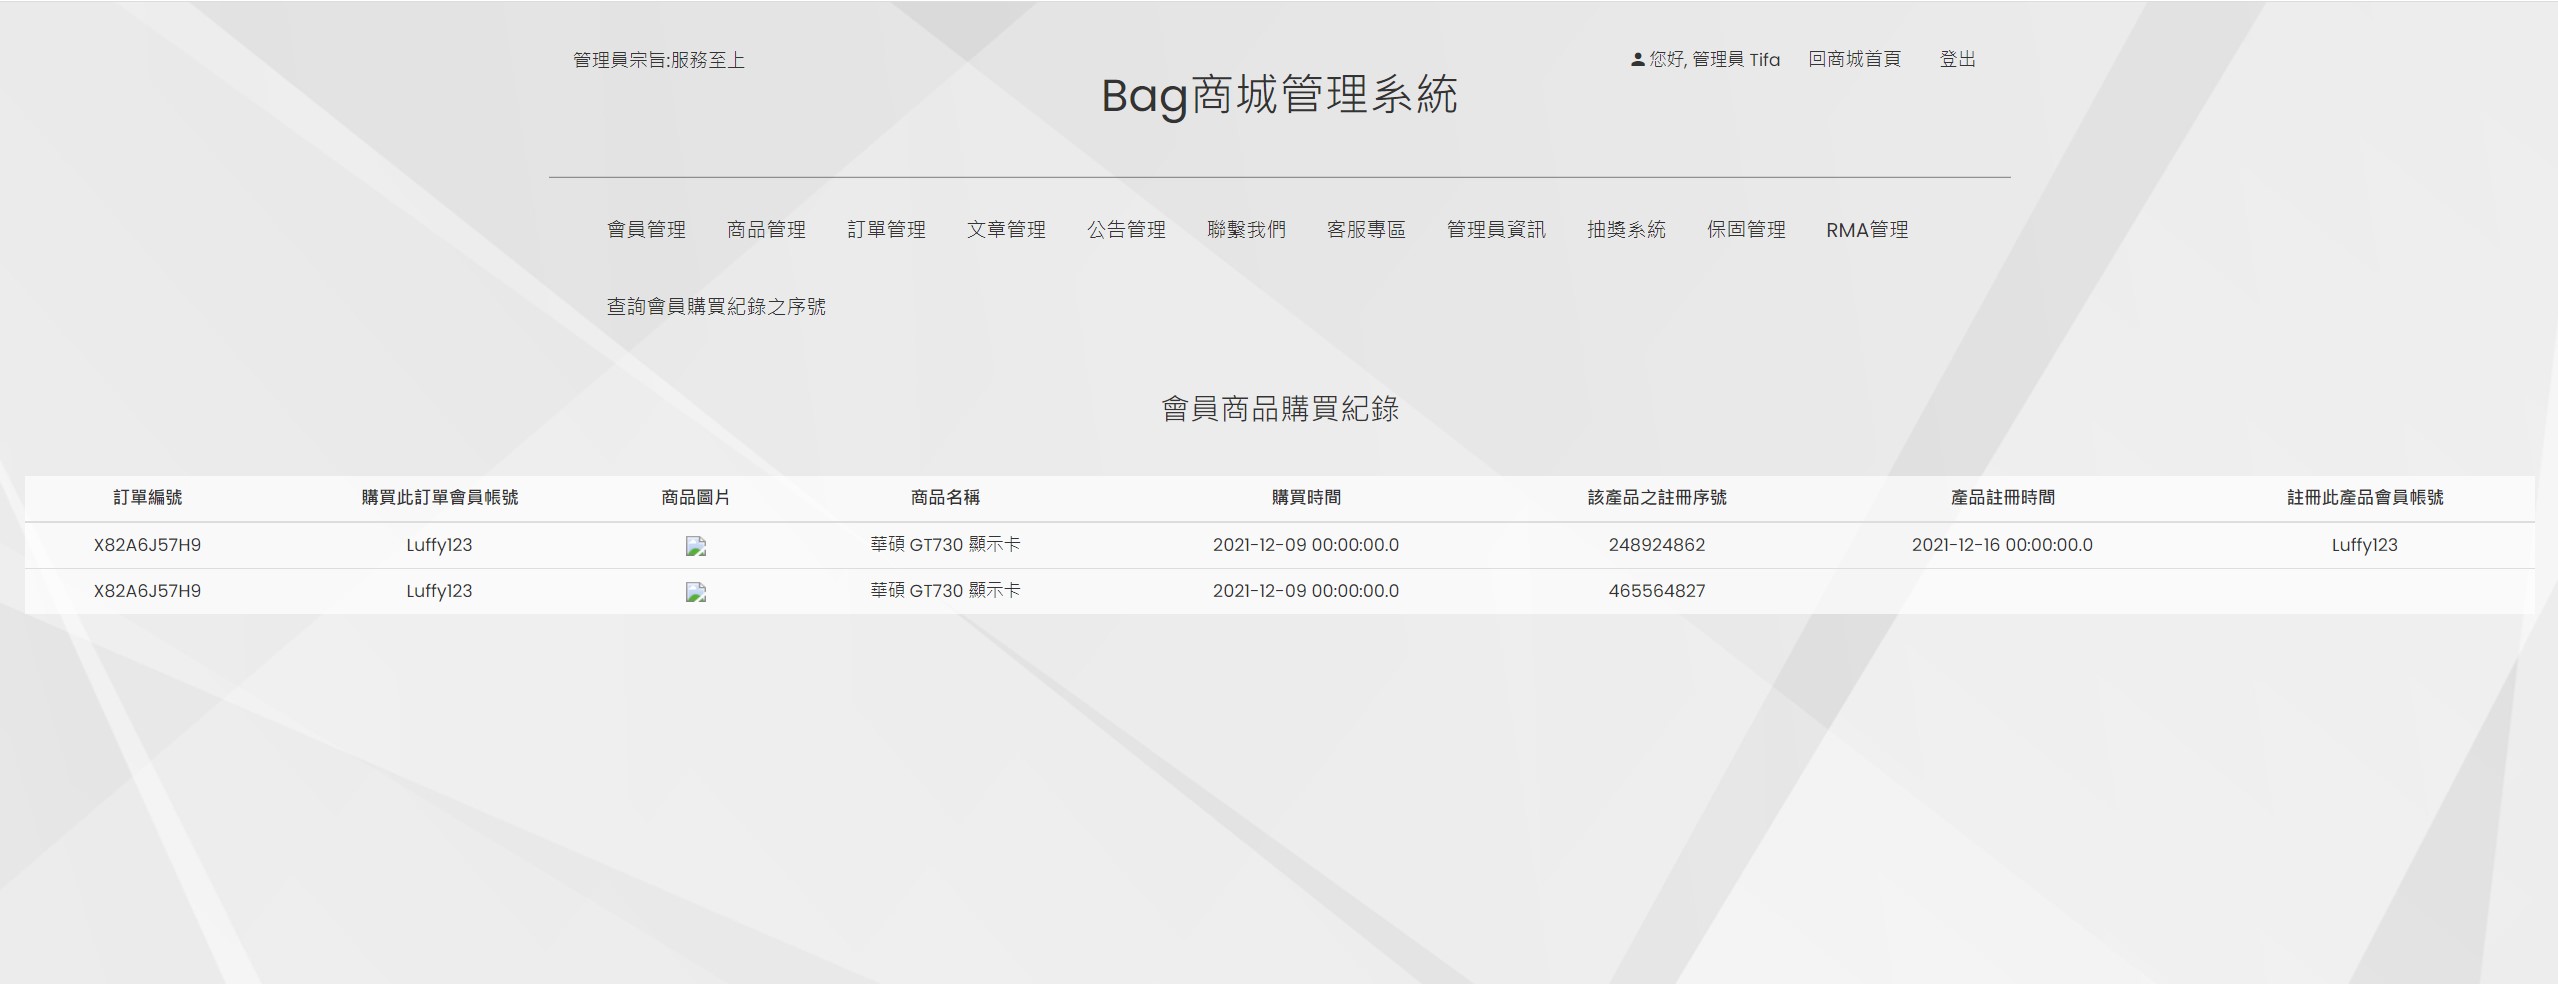 管理員宗旨:服務至上
您好, 管理員 Tifa 回商城首頁 登出
Bag商城管理系統
會員管理 商品管理 訂單管理 文章管理 公告管理 聯繫我們 客服專區 管理員資訊 抽獎系統 保固管理 RMA管理
查詢會員購買紀錄之序號
會員商品購買紀錄
訂單編號 購買此訂單會員帳號 商品圖片 商品名稱 購買時間 該產品之註冊序號 產品註冊時間 註冊此產品會員帳號
X82A6J57H9 Luffy123 華碩 GT730 顯示卡 2021-12-09 00:00:00.0 248924862 2021-12-16 00:00:00.0 Luffy123
X82A6J57H9 Luffy123 華碩 GT730 顯示卡 2021-12-09 00:00:00.0 465564827